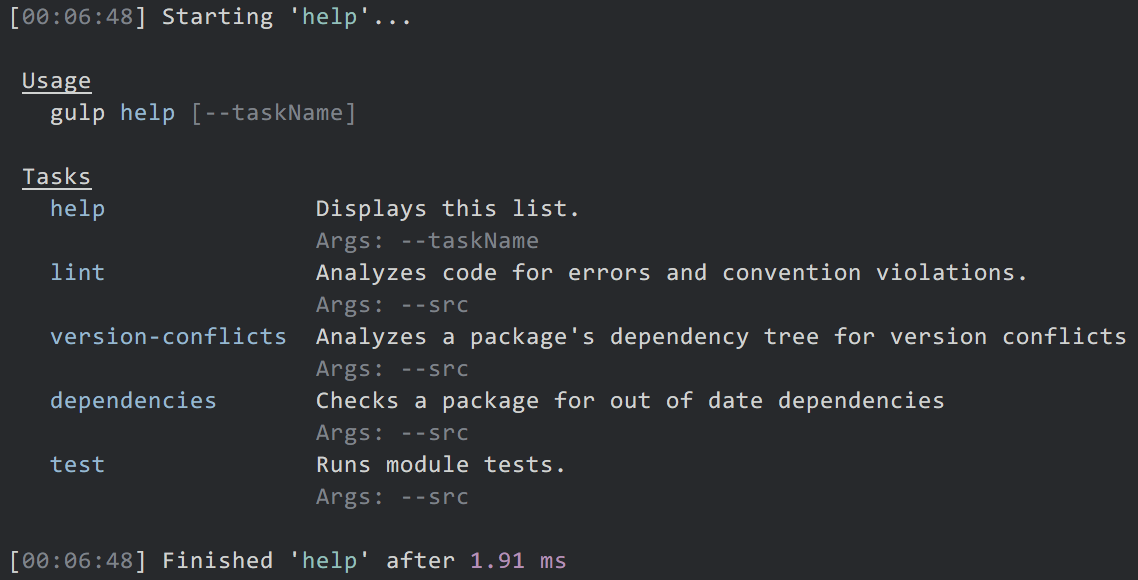 [00:06:48] Starting 'help'...
Usage
gulp help [--taskName]
Tasks
help Displays this list.
Args: --taskName
lint Analyzes code for errors and convention violations.
Args: --src
version-conflicts Analyzes a package's dependency tree for version conflicts
Args: --src
dependencies Checks a package for out of date dependencies
Args: --src
test Runs module tests.
Args: --src
[00:06:48] Finished 'help' after 1.91 ms